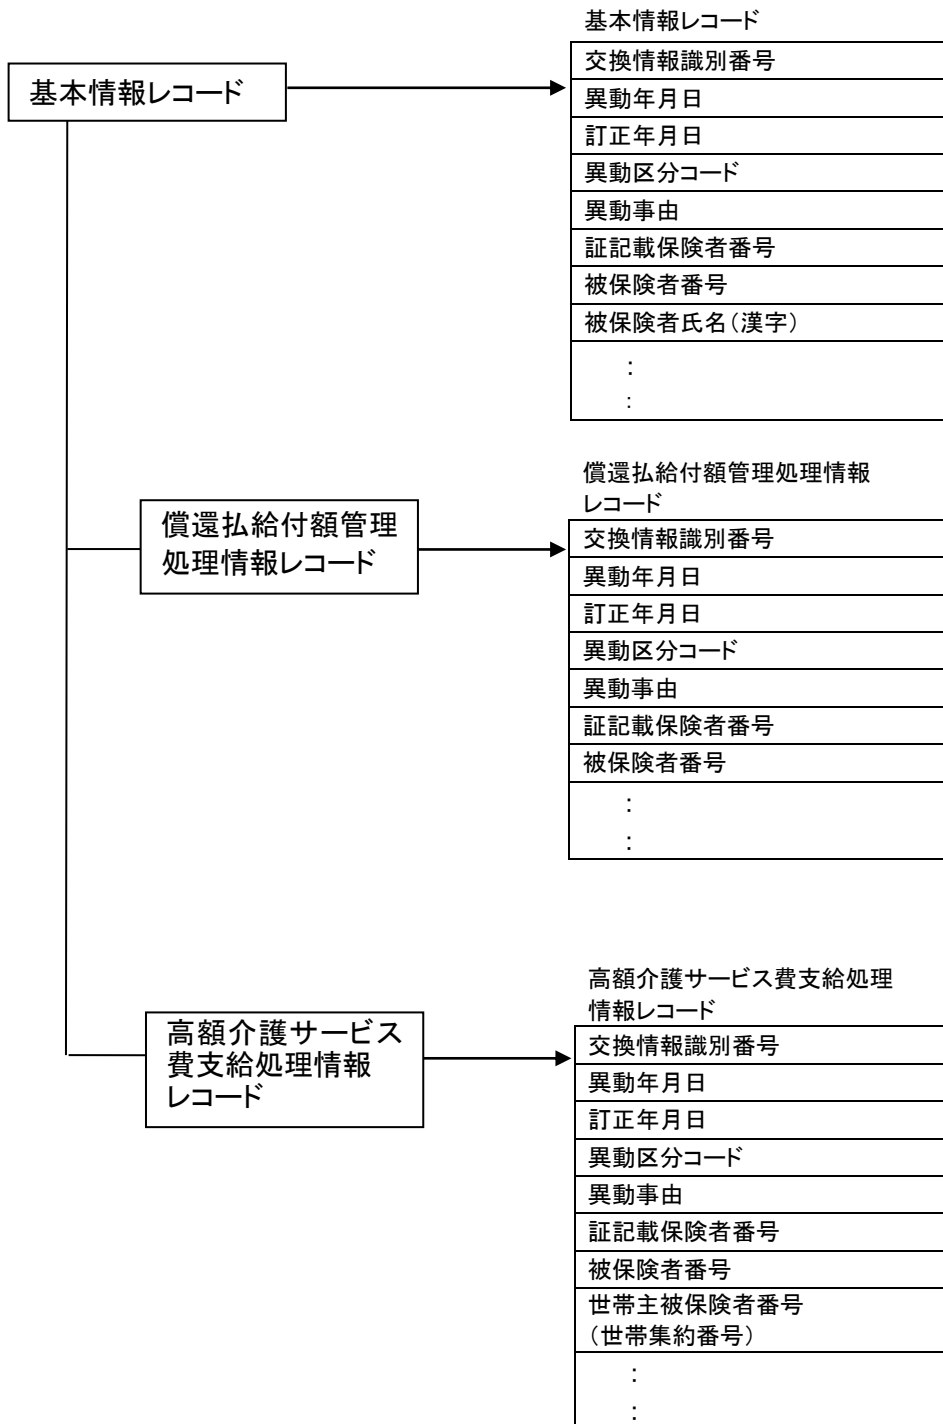 基本情報レコード
基本情報レコード
交換情報識別番号
異動年月日
訂正年月日
異動区分コード
異動事由
証記載保険者番号
被保険者番号
被保険者氏名（漢字）
：
：
償還払給付額管理
処理情報レコード
償還払給付額管理処理情報
レコード
交換情報識別番号
異動年月日
訂正年月日
異動区分コード
異動事由
証記載保険者番号
被保険者番号
：
：
高額介護サービス
費支給処理情報
レコード
高額介護サービス費支給処理
情報レコード
交換情報識別番号
異動年月日
訂正年月日
異動区分コード
異動事由
証記載保険者番号
被保険者番号
世帯主被保険者番号
（世帯集約番号）
：
：